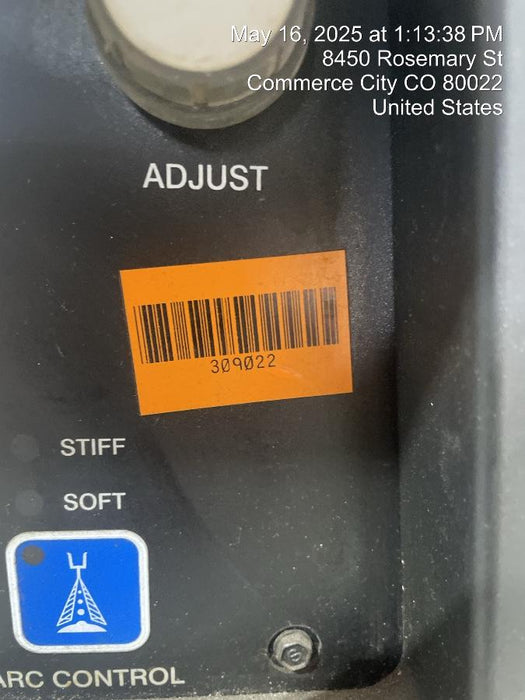 May 16, 2025 at 1:13:38 PM
8450 Rosemary St
Commerce City CO 80022
United States
ADJUST
309022
STIFF
SOFT
ARC CONTROL